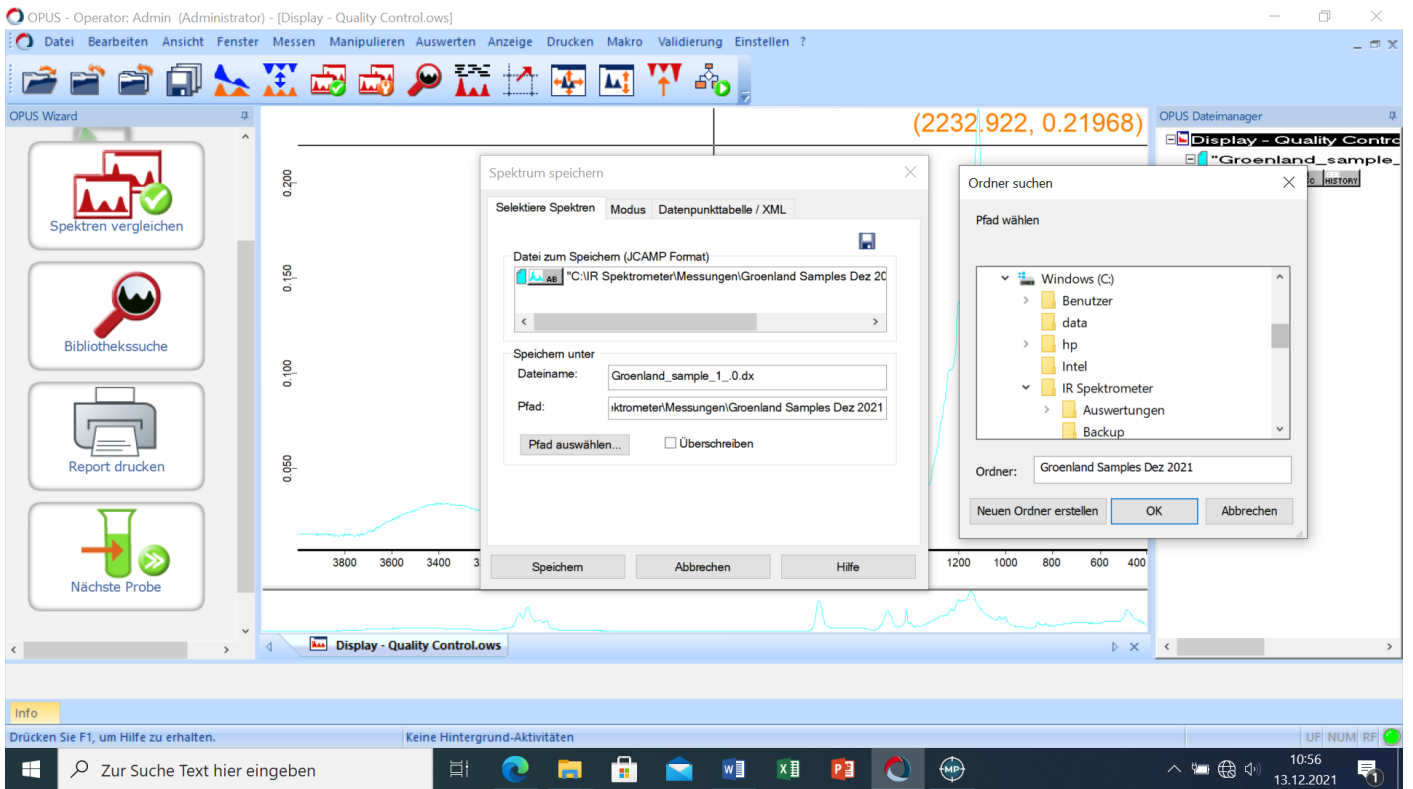 OPUS - Operator: Admin (Administrator) - [Display - Quality Control.ows]
Datei Bearbeiten Ansicht Fenster Messen Manipulieren Auswerten Anzeige Drucken Makro Validierung Einstellen ?
OPUS Wizard
Spektren vergleichen
Bibliothekssuche
Report drucken
Nächste Probe
(2232.922, 0.21968)
0.200
0.150
0.100
0.050
3800 3600 3400 3
1200 1000 800 600 400
Spektrum speichern
Selektiere Spektren Modus Datenpunkttabelle / XML
Datei zum Speichern (JCAMP Format)
AB "C:\IR Spektrometer\Messungen\Groenland Samples Dez 20
Speichern unter
Dateiname: Groenland_sample_1_.0.dx
Pfad: ktrometer\Messungen\Groenland Samples Dez 2021
Pfad auswählen... Überschreiben
Speichern Abbrechen Hilfe
Ordner suchen
Pfad wählen
Windows (C:)
Benutzer
data
hp
Intel
IR Spektrometer
Auswertungen
Backup
Ordner: Groenland Samples Dez 2021
Neuen Ordner erstellen OK Abbrechen
OPUS Dateimanager
Display - Quality Contro
"Groenland_sample_
HISTORY
Display - Quality Control.ows
Info
Drücken Sie F1, um Hilfe zu erhalten. Keine Hintergrund-Aktivitäten UF NUM RF
Zur Suche Text hier eingeben
MP
10:56
13.12.2021
1